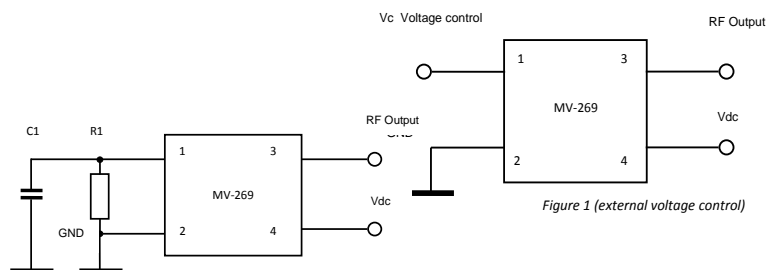 Vc Voltage control
RF Output
1
3
MV-269
Vdc
2
4
Figure 1 (external voltage control)
C1
R1
RF Output
1
3
MV-269
Vdc
GND
2
4